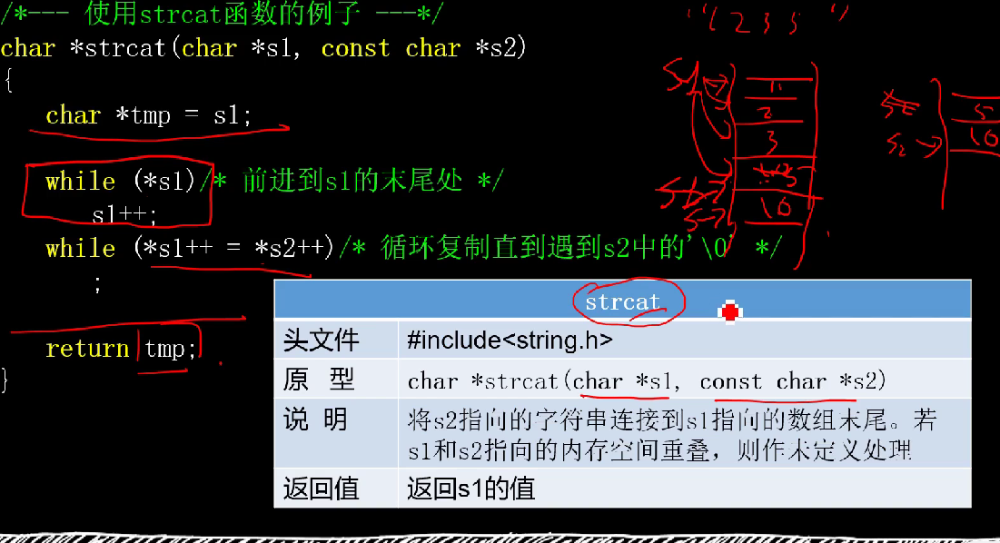 /*--- 使用strcat函数的例子 ---*/
char *strcat(char *s1, const char *s2)
{
char *tmp = s1;
while (*s1)/* 前进到s1的末尾处 */
s1++;
while (*s1++ = *s2++)/* 循环复制直到遇到s2中的'\0' */
;
return tmp;
}
strcat
头文件 #include<string.h>
原 型 char *strcat(char *s1, const char *s2)
说 明 将s2指向的字符串连接到s1指向的数组末尾。若
s1和s2指向的内存空间重叠，则作未定义处理
返回值 返回s1的值
"1235"
S1
2
3
\0
5
S2
\0